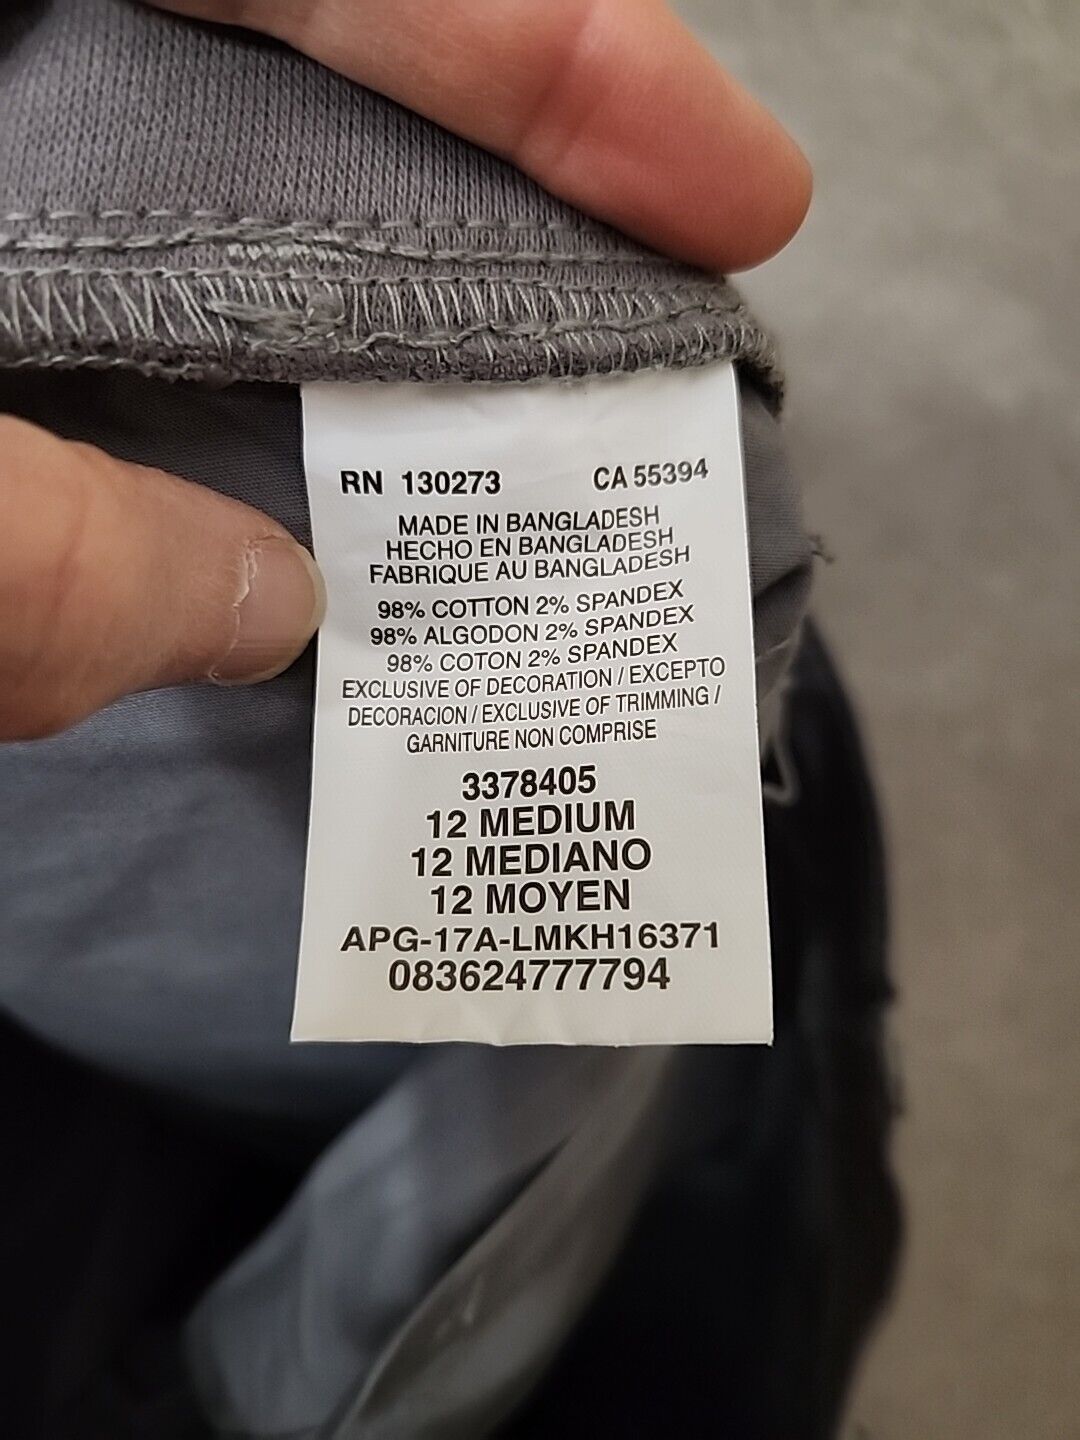 RN 130273 CA 55394
MADE IN BANGLADESH
HECHO EN BANGLADESH
FABRIQUE AU BANGLADESH
98% COTTON 2% SPANDEX
98% ALGODON 2% SPANDEX
98% COTON 2% SPANDEX
EXCLUSIVE OF DECORATION / EXCEPTO
DECORACION / EXCLUSIVE OF TRIMMING /
GARNITURE NON COMPRISE
3378405
12 MEDIUM
12 MEDIANO
12 MOYEN
APG-17A-LMKH16371
083624777794